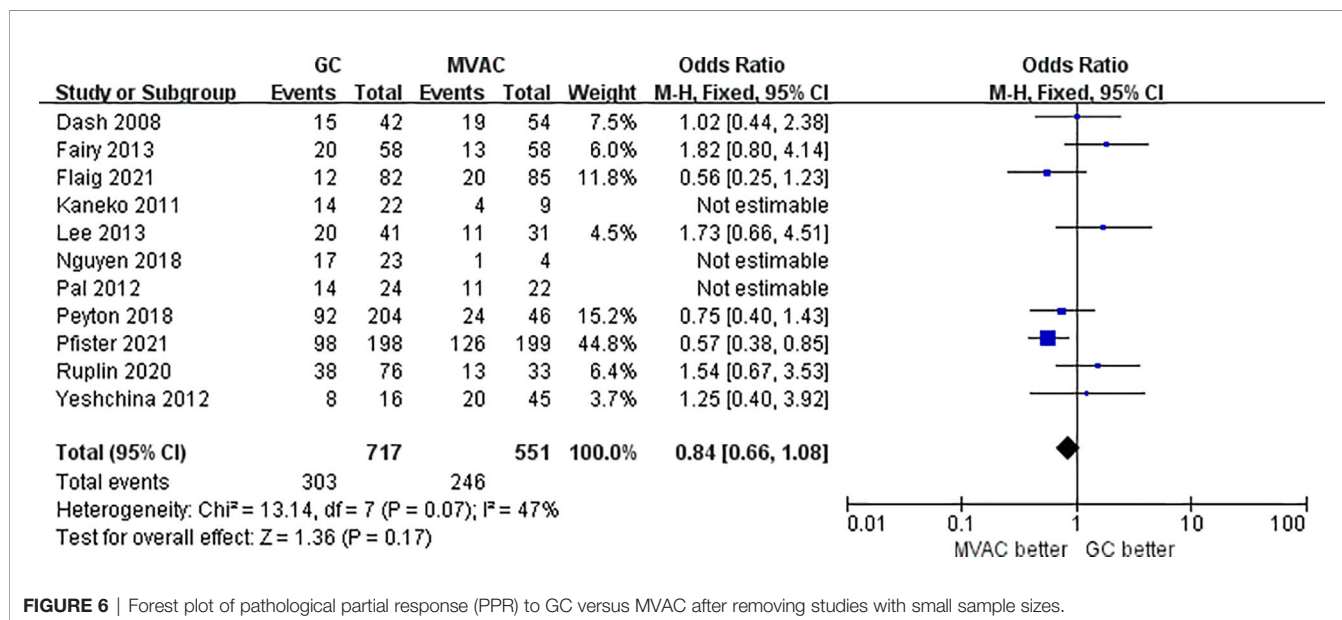 GC MVAC Odds Ratio Odds Ratio
Study or Subgroup Events Total Events Total Weight M-H, Fixed, 95% CI M-H, Fixed, 95% CI
Dash 2008 15 42 19 54 7.5% 1.02 [0.44, 2.38]
Fairy 2013 20 58 13 58 6.0% 1.82 [0.80, 4.14]
Flaig 2021 12 82 20 85 11.8% 0.56 [0.25, 1.23]
Kaneko 2011 14 22 4 9 Not estimable
Lee 2013 20 41 11 31 4.5% 1.73 [0.66, 4.51]
Nguyen 2018 17 23 1 4 Not estimable
Pal 2012 14 24 11 22 Not estimable
Peyton 2018 92 204 24 46 15.2% 0.75 [0.40, 1.43]
Pfister 2021 98 198 126 199 44.8% 0.57 [0.38, 0.85]
Ruplin 2020 38 76 13 33 6.4% 1.54 [0.67, 3.53]
Yeshchina 2012 8 16 20 45 3.7% 1.25 [0.40, 3.92]
Total (95% CI) 717 551 100.0% 0.84 [0.66, 1.08]
Total events 303 246
Heterogeneity: Chi² = 13.14, df = 7 (P = 0.07); I² = 47%
Test for overall effect: Z = 1.36 (P = 0.17)
0.01 0.1 1 10 100
MVAC better GC better
FIGURE 6 | Forest plot of pathological partial response (PPR) to GC versus MVAC after removing studies with small sample sizes.